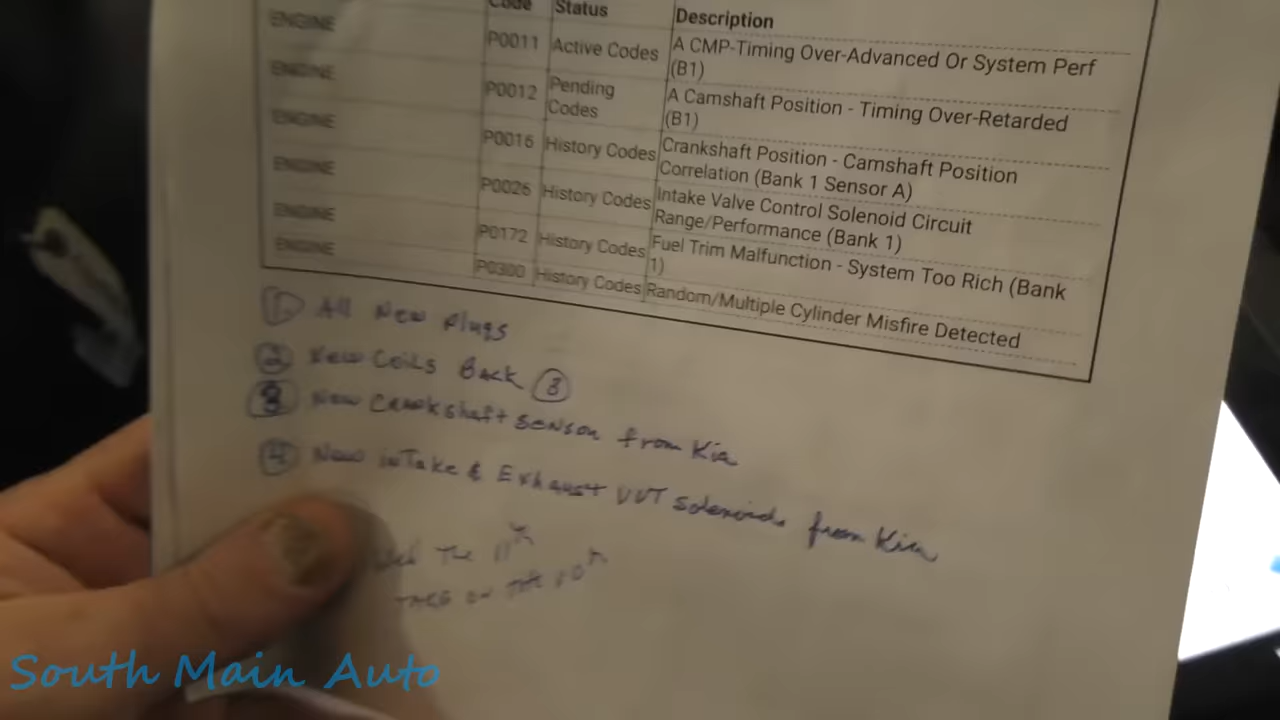 Code Status Description
ENGINE P0011 Active Codes A CMP-Timing Over-Advanced Or System Perf
(B1)
ENGINE P0012 Pending Codes A Camshaft Position - Timing Over-Retarded
(B1)
ENGINE P0016 History Codes Crankshaft Position - Camshaft Position
Correlation (Bank 1 Sensor A)
ENGINE P0026 History Codes Intake Valve Control Solenoid Circuit
Range/Performance (Bank 1)
ENGINE P0172 History Codes Fuel Trim Malfunction - System Too Rich (Bank
1)
ENGINE P0300 History Codes Random/Multiple Cylinder Misfire Detected
1. All New Plugs
2 New Coils Back 3
3 New Crankshaft Sensor from Kia
4 New inTake & Exhaust VVT Solenoids from Kia
The 11th
ON THE
South Main Auto